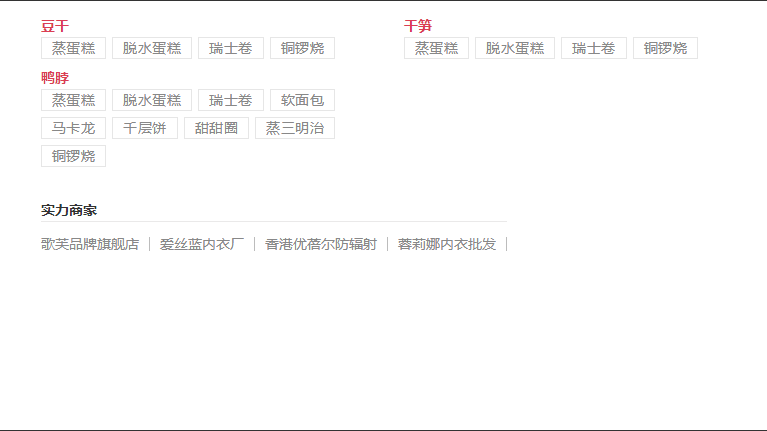 豆干
蒸蛋糕 脱水蛋糕 瑞士卷 铜锣烧
干笋
蒸蛋糕 脱水蛋糕 瑞士卷 铜锣烧
鸭脖
蒸蛋糕 脱水蛋糕 瑞士卷 软面包
马卡龙 千层饼 甜甜圈 蒸三明治
铜锣烧
实力商家
歌芙品牌旗舰店 | 爱丝蓝内衣厂 | 香港优蓓尔防辐射 | 蓉莉娜内衣批发 |